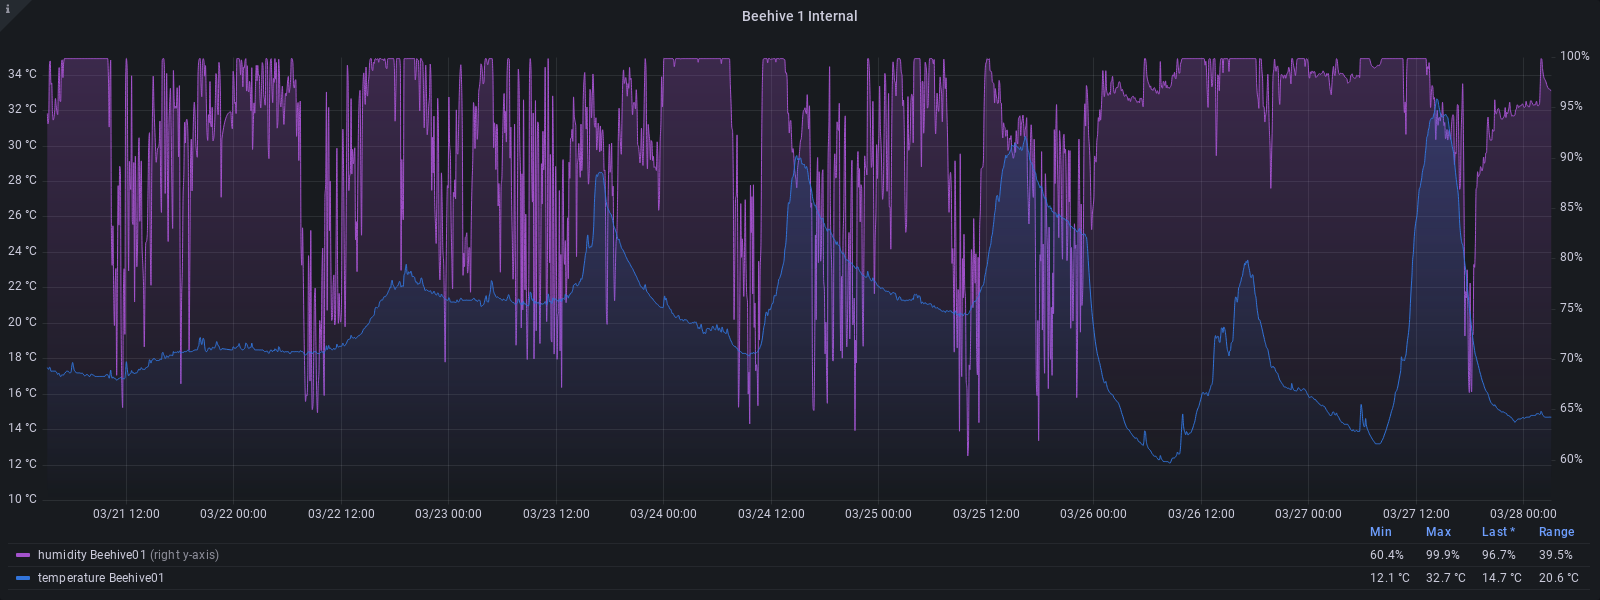 i
Beehive 1 Internal
34 °C
32 °C
30 °C
28 °C
26 °C
24 °C
22 °C
20 °C
18 °C
16 °C
14 °C
12 °C
10 °C
100%
95%
90%
85%
80%
75%
70%
65%
60%
03/21 12:00 03/22 00:00 03/22 12:00 03/23 00:00 03/23 12:00 03/24 00:00 03/24 12:00 03/25 00:00 03/25 12:00 03/26 00:00 03/26 12:00 03/27 00:00 03/27 12:00 03/28 00:00
Min Max Last * Range
humidity Beehive01 (right y-axis) 60.4% 99.9% 96.7% 39.5%
temperature Beehive01 12.1 °C 32.7 °C 14.7 °C 20.6 °C